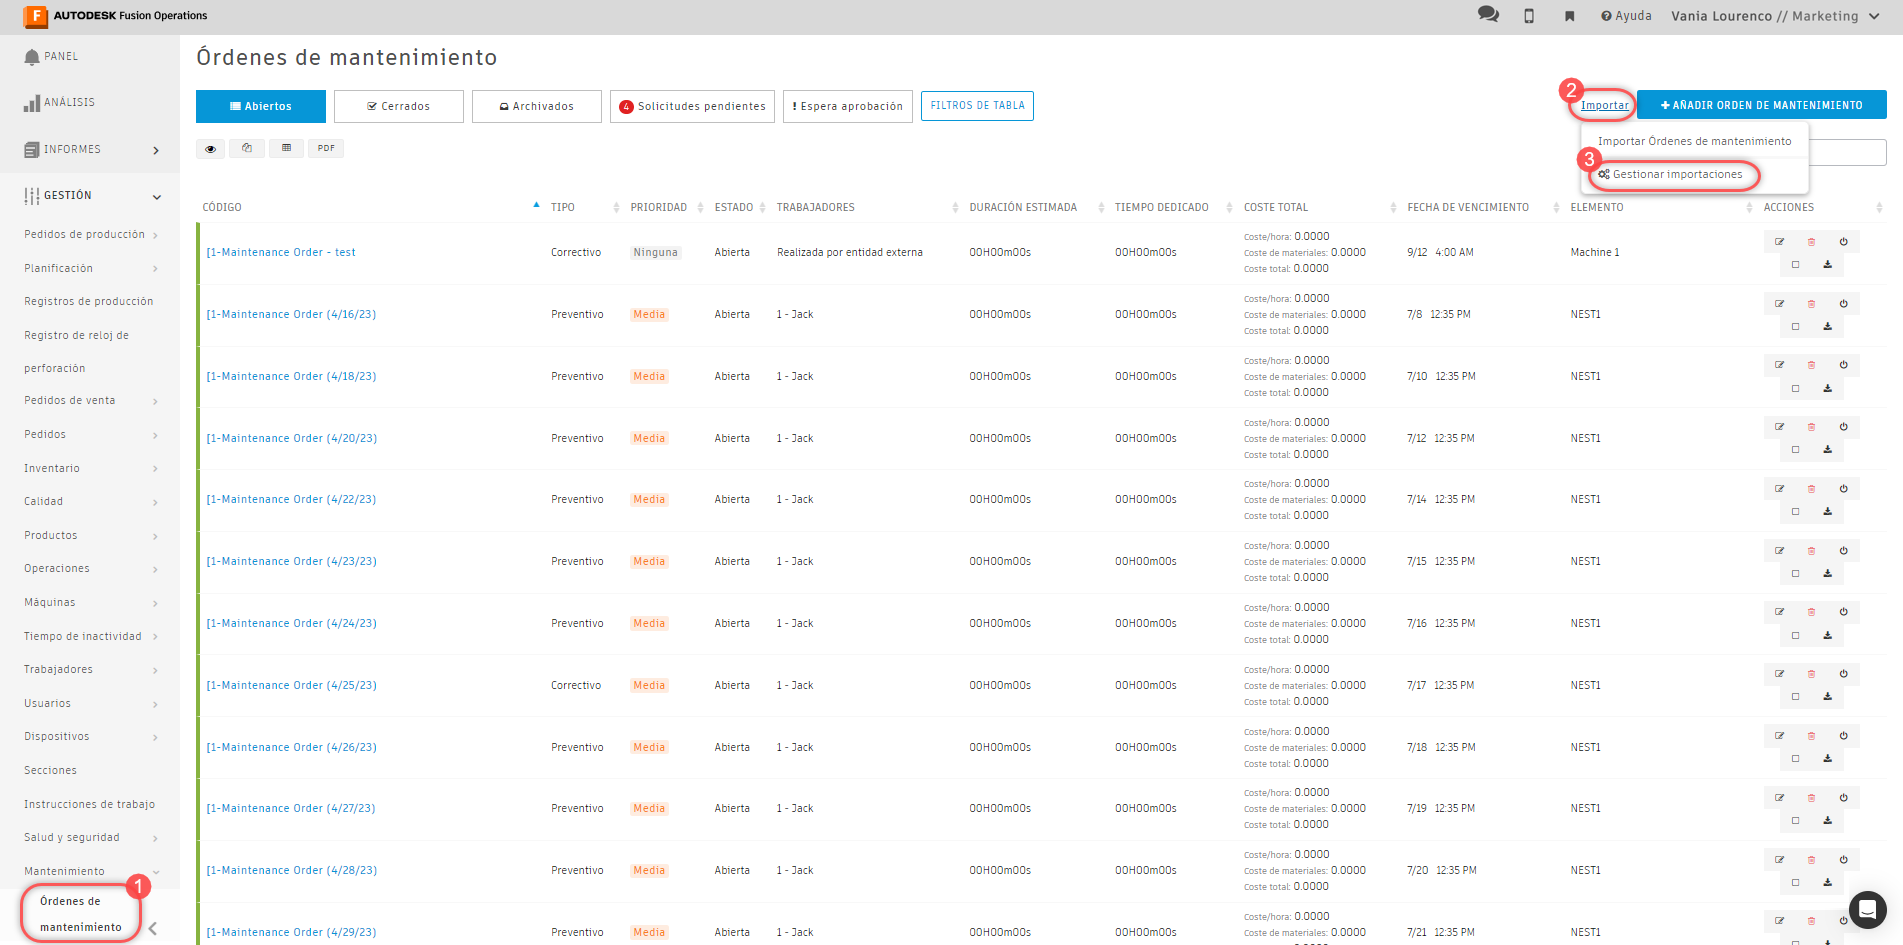 F AUTODESK Fusion Operations
Ayuda
Vania Lourenco // Marketing
PANEL
ANÁLISIS
INFORMES
GESTIÓN
Pedidos de producción
Planificación
Registros de producción
Registro de reloj de
perforación
Pedidos de venta
Pedidos
Inventario
Calidad
Productos
Operaciones
Máquinas
Tiempo de inactividad
Trabajadores
Usuarios
Dispositivos
Secciones
Instrucciones de trabajo
Salud y seguridad
Mantenimiento
1
Órdenes de
mantenimiento
Órdenes de mantenimiento
Abiertos
Cerrados
Archivados
4 Solicitudes pendientes
! Espera aprobación
FILTROS DE TABLA
2
Importar
+ AÑADIR ORDEN DE MANTENIMIENTO
Importar Órdenes de mantenimiento
3
Gestionar importaciones
PDF
CÓDIGO TIPO PRIORIDAD ESTADO TRABAJADORES DURACIÓN ESTIMADA TIEMPO DEDICADO COSTE TOTAL FECHA DE VENCIMIENTO ELEMENTO ACCIONES
Coste/hora: 0.0000
[1-Maintenance Order - test Correctivo Ninguna Abierta Realizada por entidad externa 00H00m00s 00H00m00s Coste de materiales: 0.0000 9/12 4:00 AM Machine 1
Coste total: 0.0000
Coste/hora: 0.0000
[1-Maintenance Order (4/16/23) Preventivo Media Abierta 1 - Jack 00H00m00s 00H00m00s Coste de materiales: 0.0000 7/8 12:35 PM NEST1
Coste total: 0.0000
Coste/hora: 0.0000
[1-Maintenance Order (4/18/23) Preventivo Media Abierta 1 - Jack 00H00m00s 00H00m00s Coste de materiales: 0.0000 7/10 12:35 PM NEST1
Coste total: 0.0000
Coste/hora: 0.0000
[1-Maintenance Order (4/20/23) Preventivo Media Abierta 1 - Jack 00H00m00s 00H00m00s Coste de materiales: 0.0000 7/12 12:35 PM NEST1
Coste total: 0.0000
Coste/hora: 0.0000
[1-Maintenance Order (4/22/23) Preventivo Media Abierta 1 - Jack 00H00m00s 00H00m00s Coste de materiales: 0.0000 7/14 12:35 PM NEST1
Coste total: 0.0000
Coste/hora: 0.0000
[1-Maintenance Order (4/23/23) Preventivo Media Abierta 1 - Jack 00H00m00s 00H00m00s Coste de materiales: 0.0000 7/15 12:35 PM NEST1
Coste total: 0.0000
Coste/hora: 0.0000
[1-Maintenance Order (4/24/23) Preventivo Media Abierta 1 - Jack 00H00m00s 00H00m00s Coste de materiales: 0.0000 7/16 12:35 PM NEST1
Coste total: 0.0000
Coste/hora: 0.0000
[1-Maintenance Order (4/25/23) Correctivo Media Abierta 1 - Jack 00H00m00s 00H00m00s Coste de materiales: 0.0000 7/17 12:35 PM NEST1
Coste total: 0.0000
Coste/hora: 0.0000
[1-Maintenance Order (4/26/23) Preventivo Media Abierta 1 - Jack 00H00m00s 00H00m00s Coste de materiales: 0.0000 7/18 12:35 PM NEST1
Coste total: 0.0000
Coste/hora: 0.0000
[1-Maintenance Order (4/27/23) Preventivo Media Abierta 1 - Jack 00H00m00s 00H00m00s Coste de materiales: 0.0000 7/19 12:35 PM NEST1
Coste total: 0.0000
Coste/hora: 0.0000
[1-Maintenance Order (4/28/23) Preventivo Media Abierta 1 - Jack 00H00m00s 00H00m00s Coste de materiales: 0.0000 7/20 12:35 PM NEST1
Coste total: 0.0000
Coste/hora: 0.0000
[1-Maintenance Order (4/29/23) Preventivo Media Abierta 1 - Jack 00H00m00s 00H00m00s Coste de materiales: 0.0000 7/21 12:35 PM NEST1